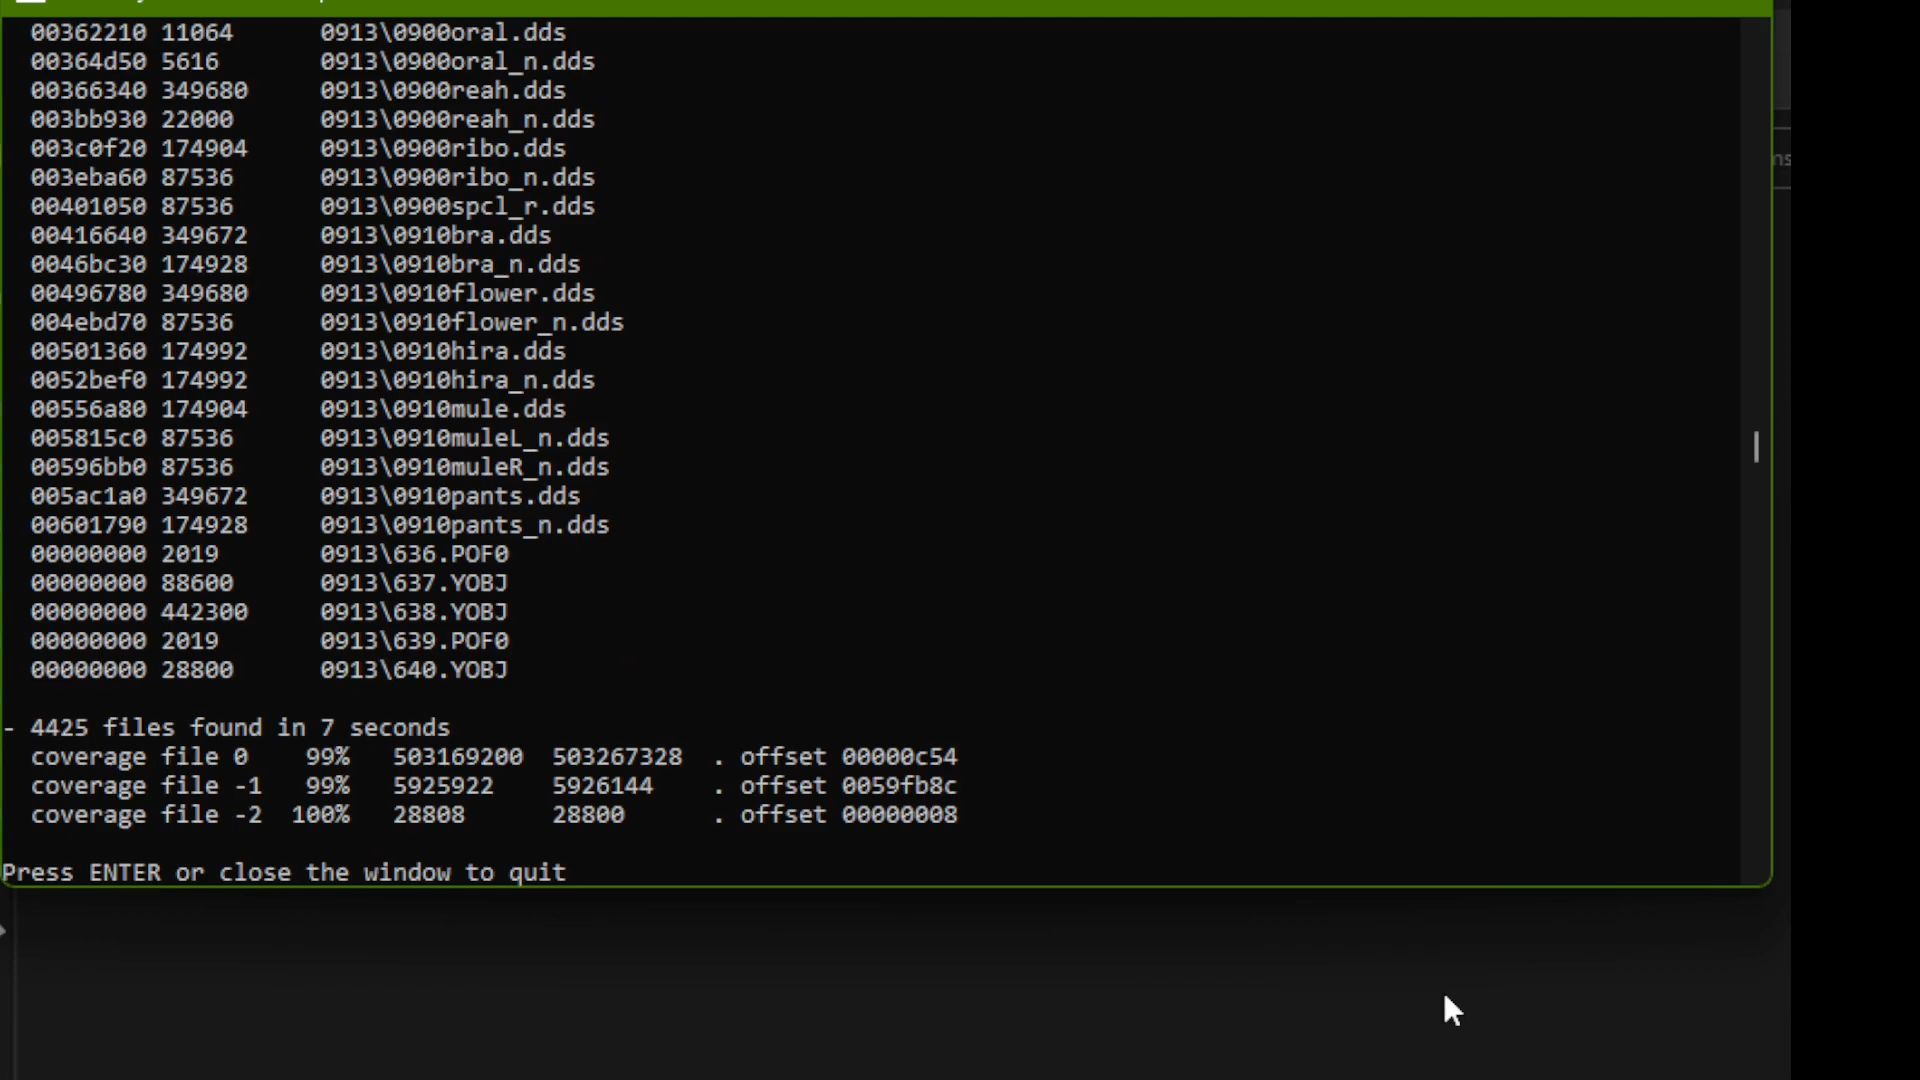 00362210 11064      0913\0900oral.dds
00364d50 5616       0913\0900oral_n.dds
00366340 349680     0913\0900reah.dds
003bb930 22000      0913\0900reah_n.dds
003c0f20 174904     0913\0900ribo.dds
003eba60 87536      0913\0900ribo_n.dds
00401050 87536      0913\0900spcl_r.dds
00416640 349672     0913\0910bra.dds
0046bc30 174928     0913\0910bra_n.dds
00496780 349680     0913\0910flower.dds
004ebd70 87536      0913\0910flower_n.dds
00501360 174992     0913\0910hira.dds
0052bef0 174992     0913\0910hira_n.dds
00556a80 174904     0913\0910mule.dds
005815c0 87536      0913\0910muleL_n.dds
00596bb0 87536      0913\0910muleR_n.dds
005ac1a0 349672     0913\0910pants.dds
00601790 174928     0913\0910pants_n.dds
00000000 2019       0913\636.POF0
00000000 88600      0913\637.YOBJ
00000000 442300     0913\638.YOBJ
00000000 2019       0913\639.POF0
00000000 28800      0913\640.YOBJ
- 4425 files found in 7 seconds
coverage file 0    99%   503169200  503267328  . offset 00000c54
coverage file -1   99%   5925922    5926144    . offset 0059fb8c
coverage file -2  100%   28808      28800      . offset 00000008
Press ENTER or close the window to quit